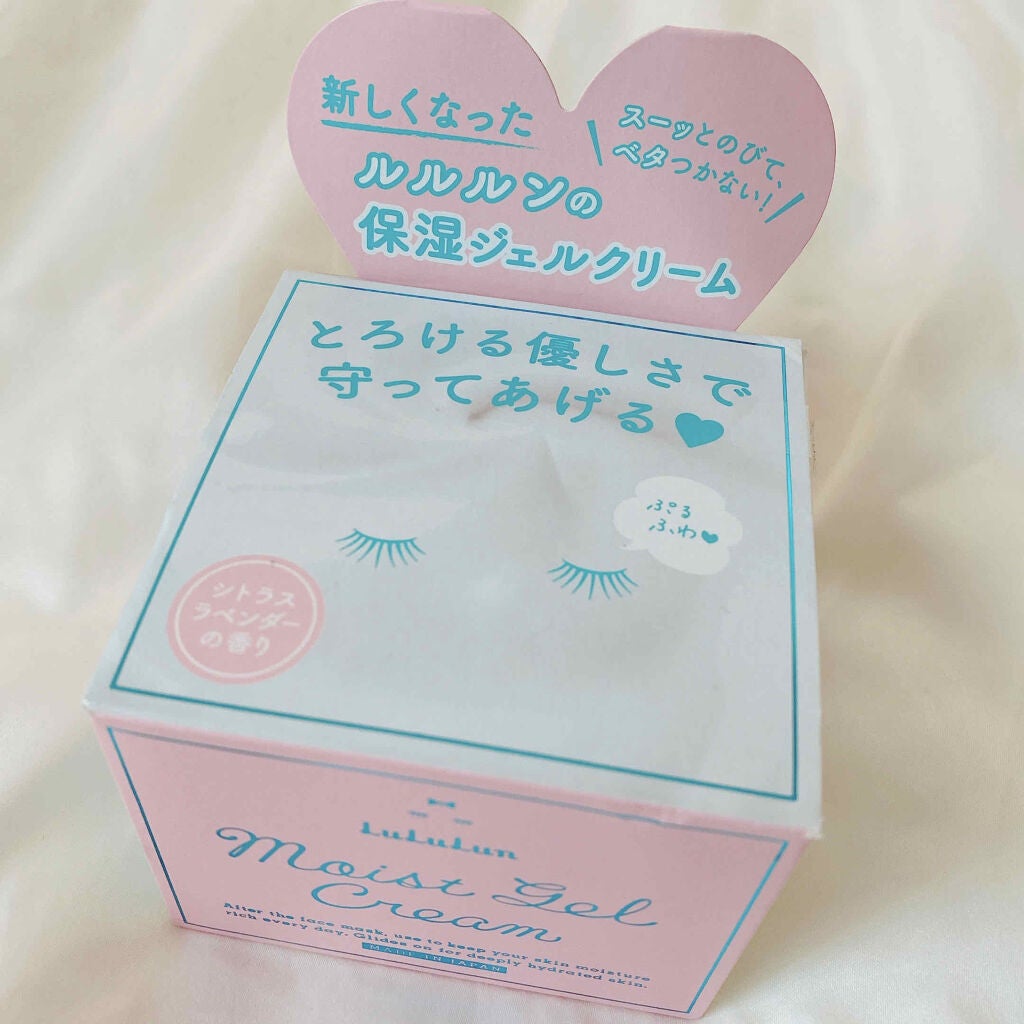 新しくなった
ルルルンの
保湿ジェルクリーム
スーッとのびて、
ベタつかない!
とろける優しさで
守ってあげる♥
ぷる
ふわ♥
シトラス
ラベンダー
の香り
LuLuLun
Moist Gel
Cream
After the face mask, use to keep your skin moisture
rich every day. Glides on for deeply hydrated skin.
MADE IN JAPAN